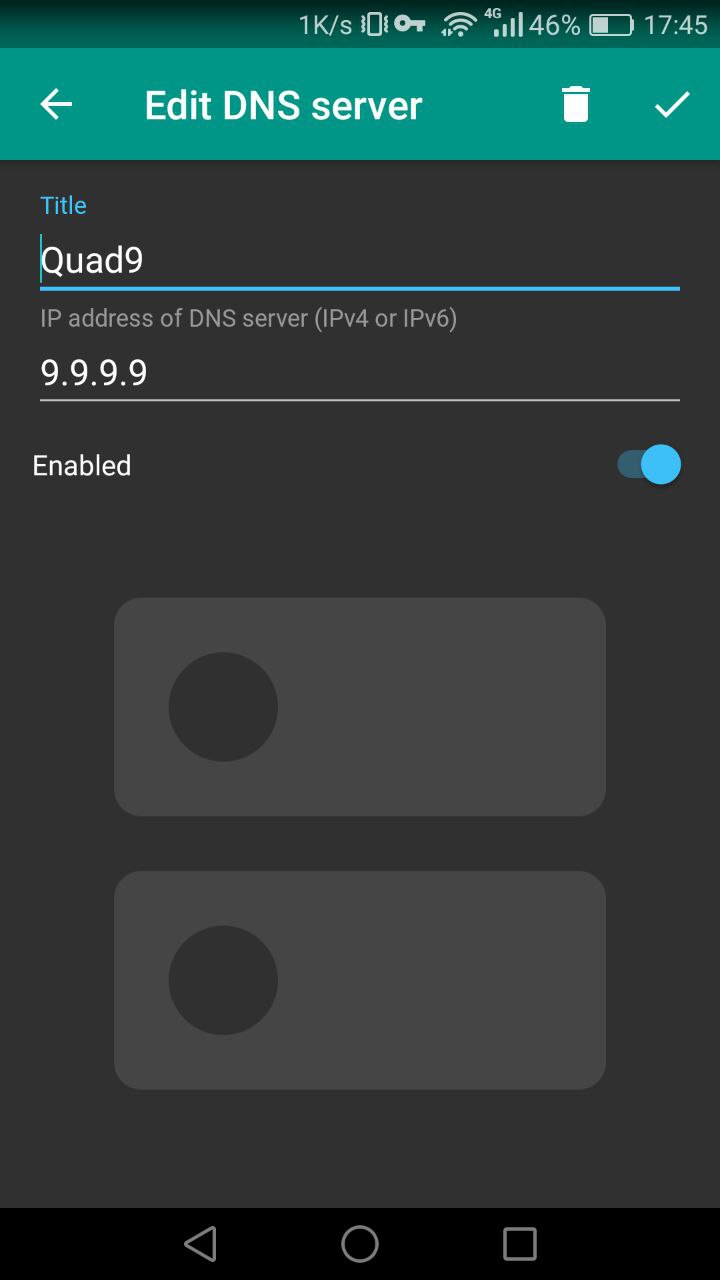 1K/s 4G 46% 17:45
Edit DNS server
Title
Quad9
IP address of DNS server (IPv4 or IPv6)
9.9.9.9
Enabled